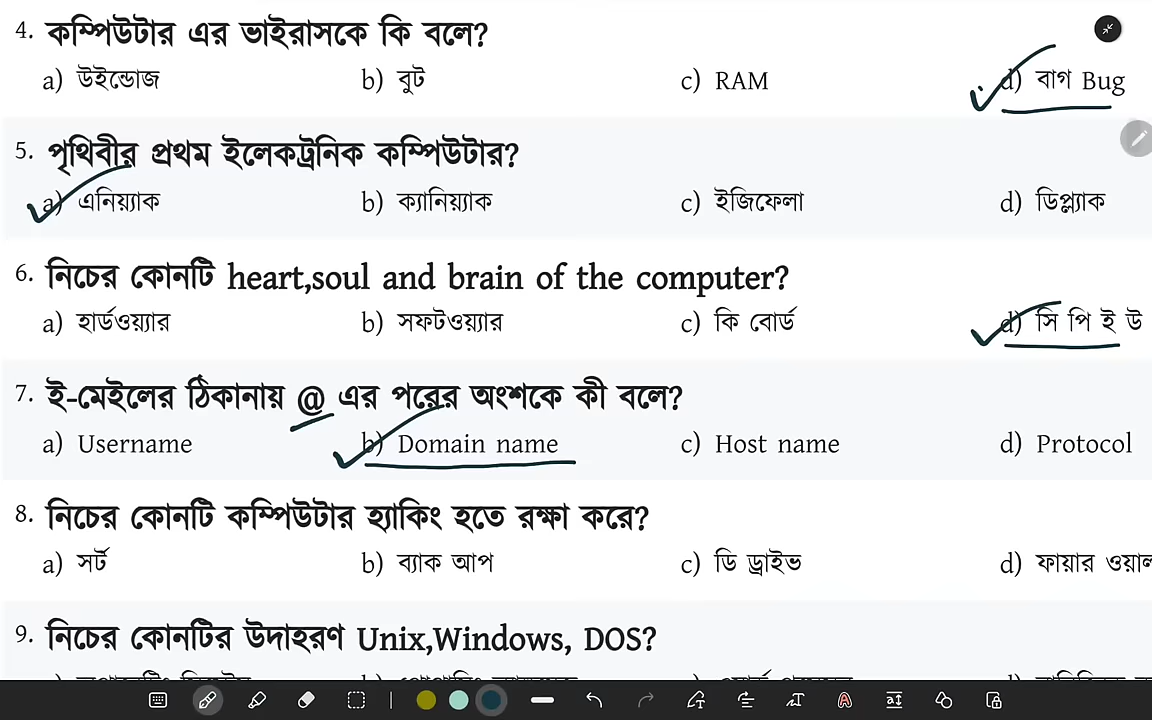 4. কম্পিউটার এর ভাইরাসকে কি বলে?
a) উইন্ডোজ b) বুট c) RAM d) বাগ Bug
5. পৃথিবীর প্রথম ইলেকট্রনিক কম্পিউটার?
a) এনিয়্যাক b) ক্যানিয়্যাক c) ইজিফেলা d) ডিপ্ল্যাক
6. নিচের কোনটি heart,soul and brain of the computer?
a) হার্ডওয়্যার b) সফটওয়্যার c) কি বোর্ড d) সি পি ই উ
7. ই-মেইলের ঠিকানায় @ এর পরের অংশকে কী বলে?
a) Username b) Domain name c) Host name d) Protocol
8. নিচের কোনটি কম্পিউটার হ্যাকিং হতে রক্ষা করে?
a) সর্ট b) ব্যাক আপ c) ডি ড্রাইভ d) ফায়ার
9. নিচের কোনটির উদাহরণ Unix,Windows, DOS?